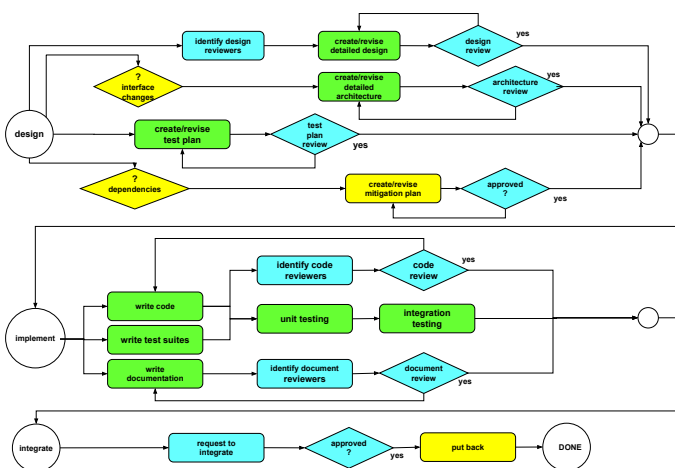 identify design
reviewers
create/revise
detailed design
design
review
yes
?
interface
changes
create/revise
detailed
architecture
architecture
review
yes
design
create/revise
test plan
test
plan
review
yes
?
dependencies
create/revise
mitigation plan
approved
?
yes
identify code
reviewers
code
review
yes
write code
unit testing
integration
testing
implement
write test suites
write
documentation
identify document
reviewers
document
review
yes
integrate
request to
integrate
approved
?
yes
put back
DONE